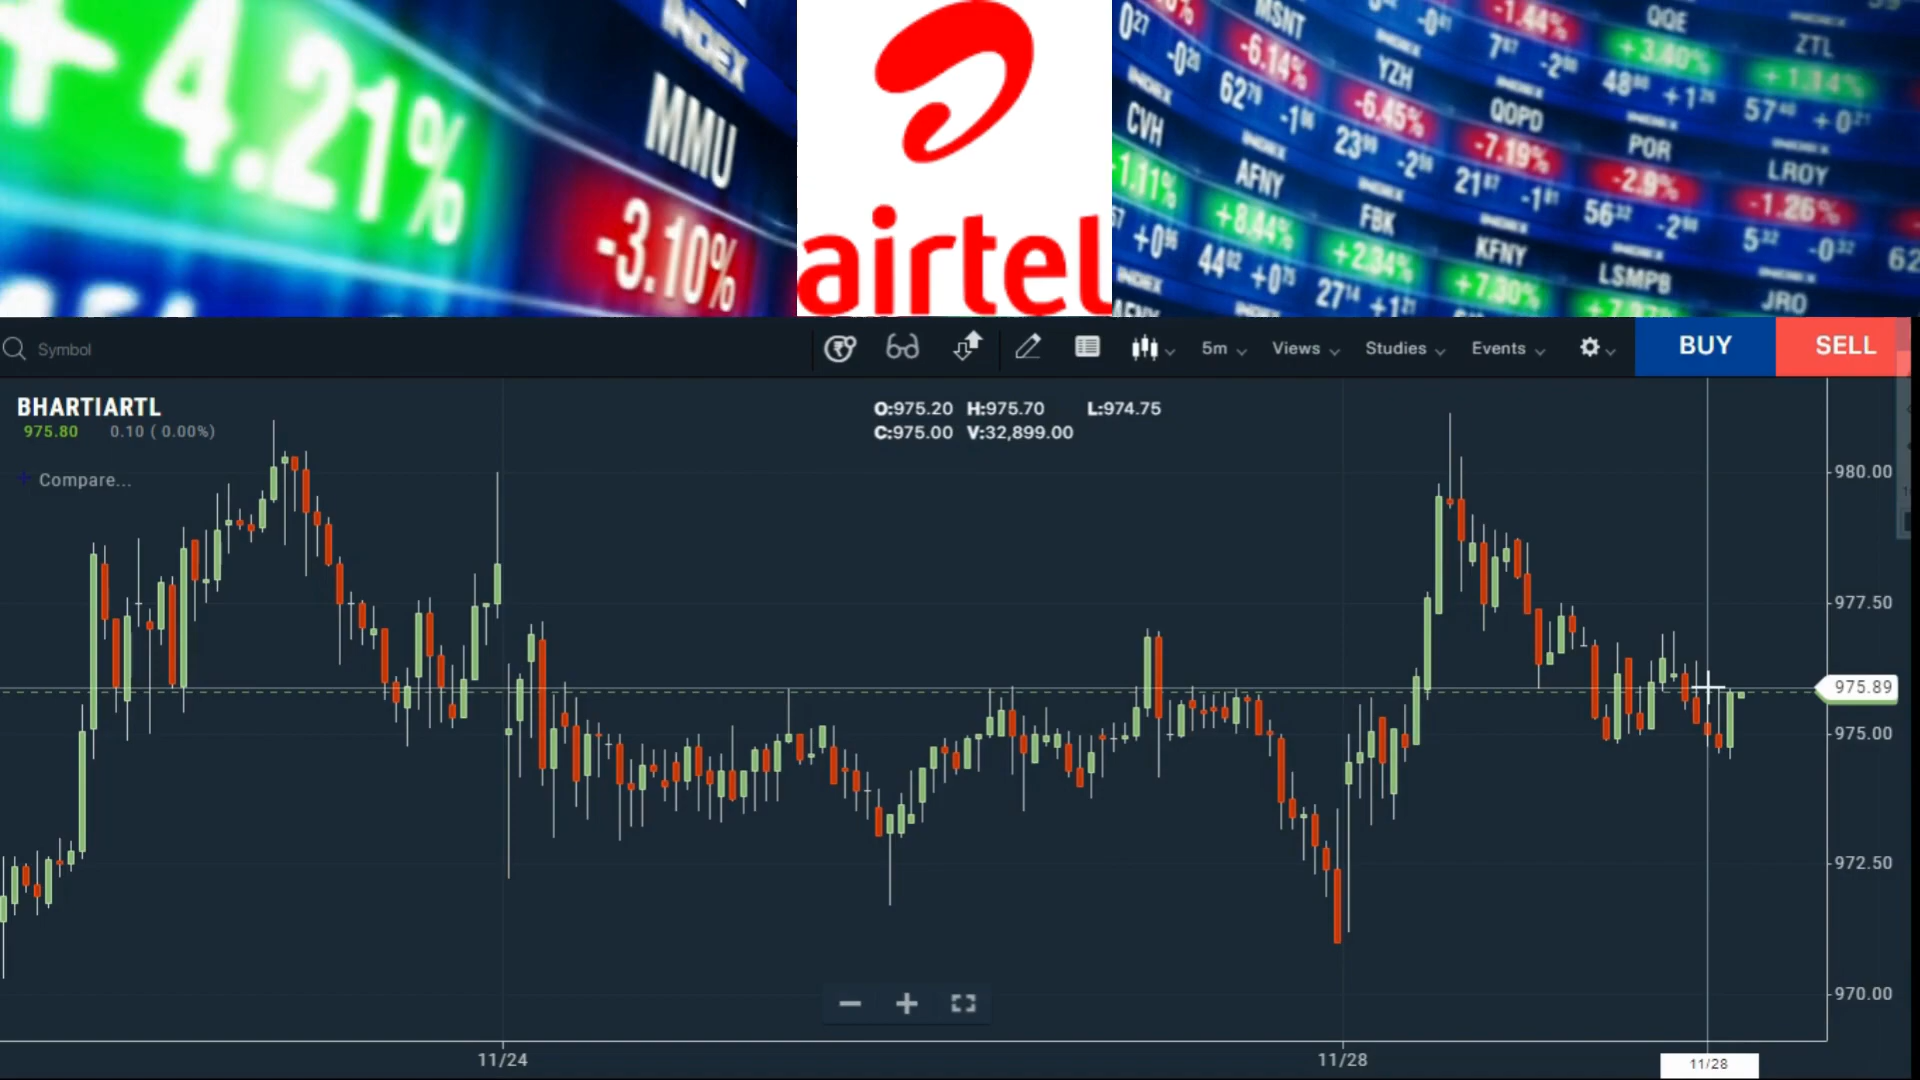 +4.21%
INDEX
MMU
-3.10%
airtel
MSNT
-6.14%
-1.44%
QQE
+3.40%
ZTL
+1.14%
CVH
YZH
-6.45%
QOPD
-7.19%
POR
-2.9%
LROY
-1.26%
-1.11%
AFNY
+8.44%
FBK
+2.34%
KFNY
+7.30%
LSMPB
JRO
Symbol
5m
Views
Studies
Events
BUY
SELL
BHARTIARTL
975.80 0.10 ( 0.00%)
Compare...
O:975.20 H:975.70 L:974.75
C:975.00 V:32,899.00
980.00
977.50
975.89
975.00
972.50
970.00
11/24
11/28
11/28